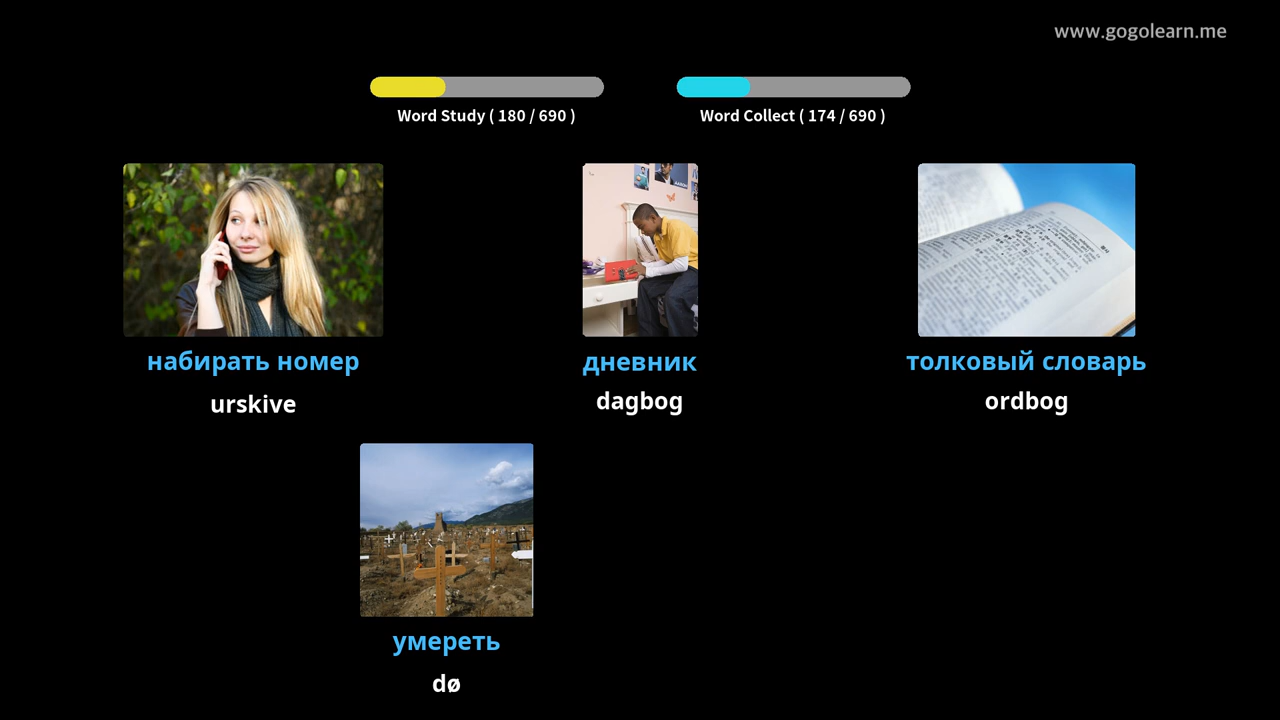 www.gogolearn.me
Word Study ( 180 / 690 )
Word Collect ( 174 / 690 )
набирать номер
дневник
толковый словарь
urskive
dagbog
ordbog
умереть
dø